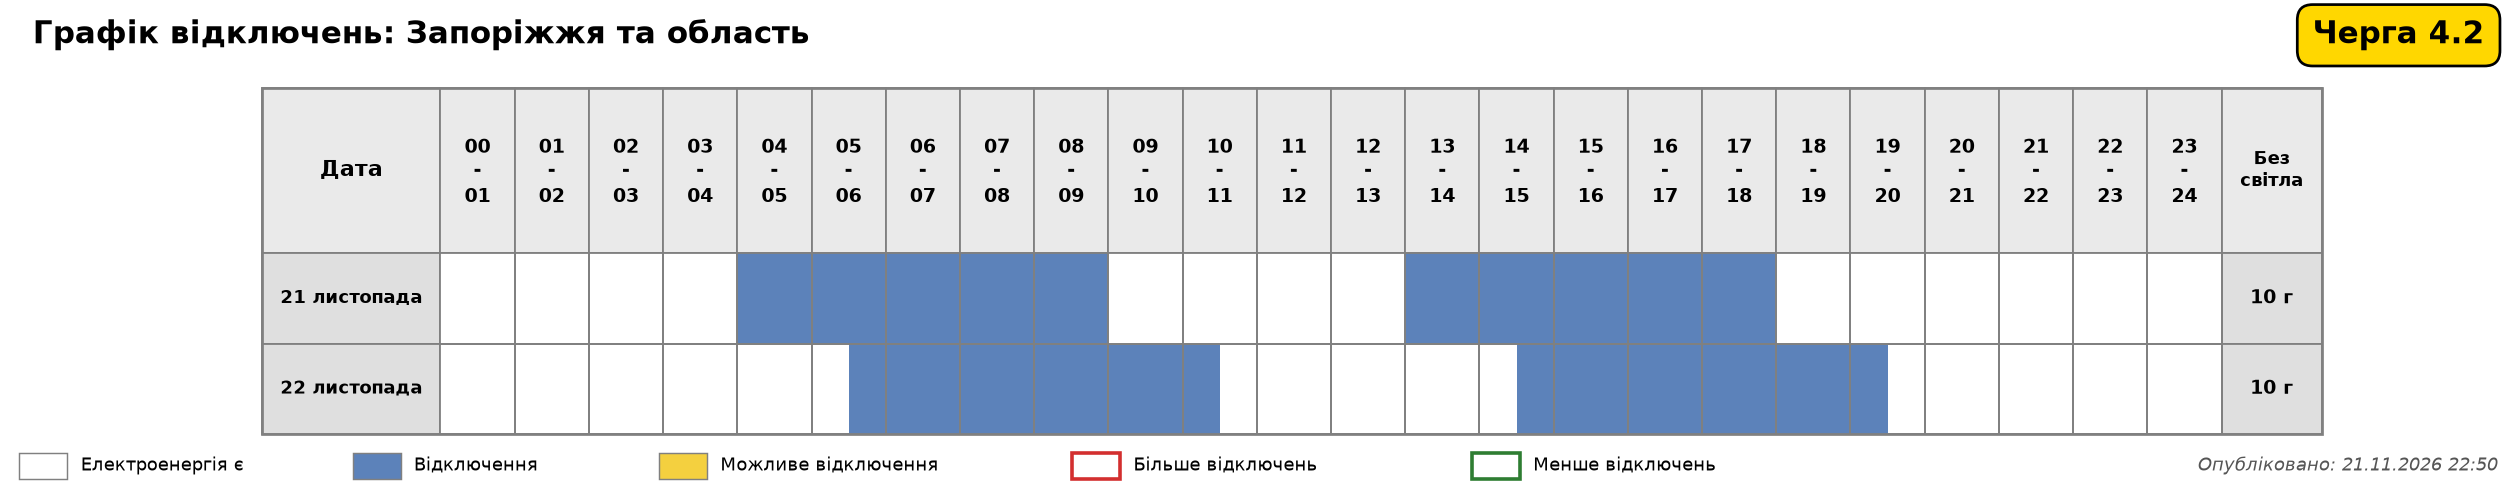 Графік відключень: Запоріжжя та область
Черга 4.2
Дата
00 - 01
01 - 02
02 - 03
03 - 04
04 - 05
05 - 06
06 - 07
07 - 08
08 - 09
09 - 10
10 - 11
11 - 12
12 - 13
13 - 14
14 - 15
15 - 16
16 - 17
17 - 18
18 - 19
19 - 20
20 - 21
21 - 22
22 - 23
23 - 24
Без
світла
21 листопада
10 г
22 листопада
10 г
Електроенергія є
Відключення
Можливе відключення
Більше відключень
Менше відключень
Опубліковано: 21.11.2026 22:50